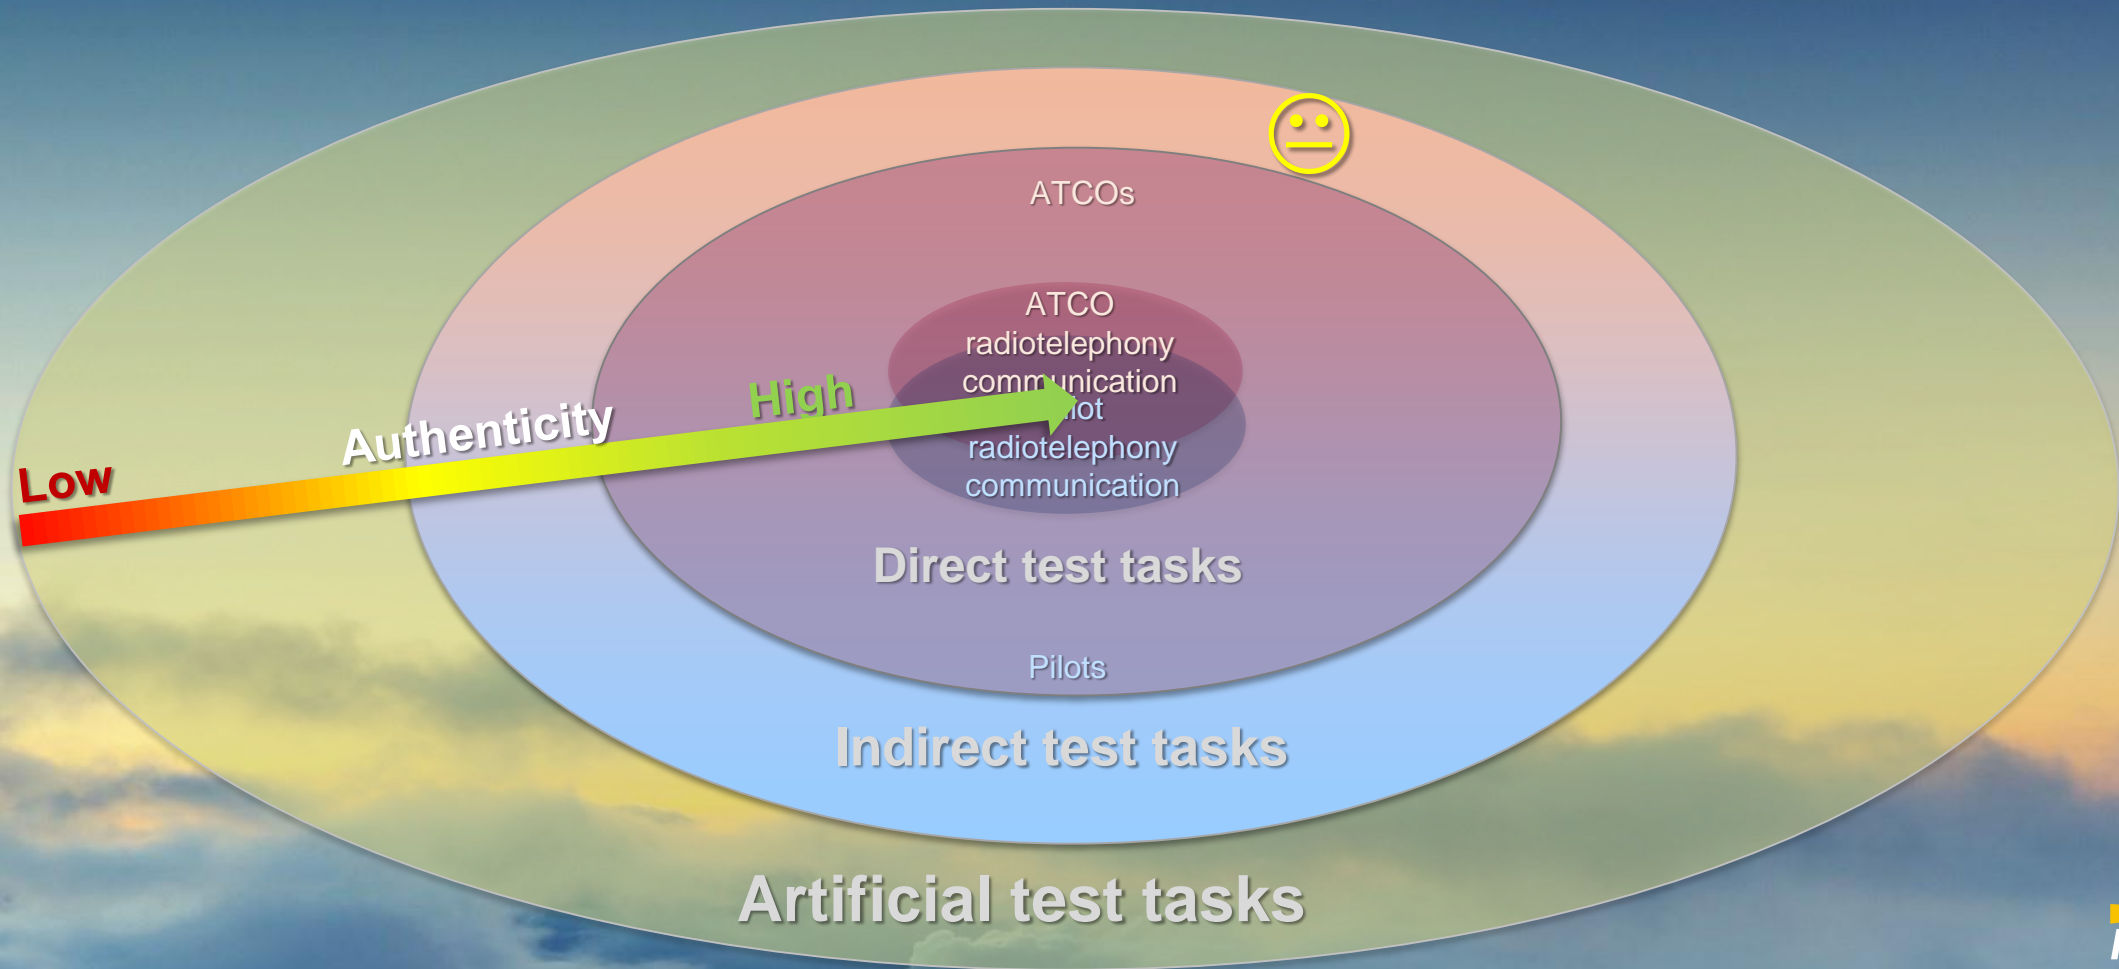 ATCOs
ATCO
radiotelephony
communication
radiotelephony
communication
High
Authenticity
Low
Direct test tasks
Pilots
Indirect test tasks
Artificial test tasks